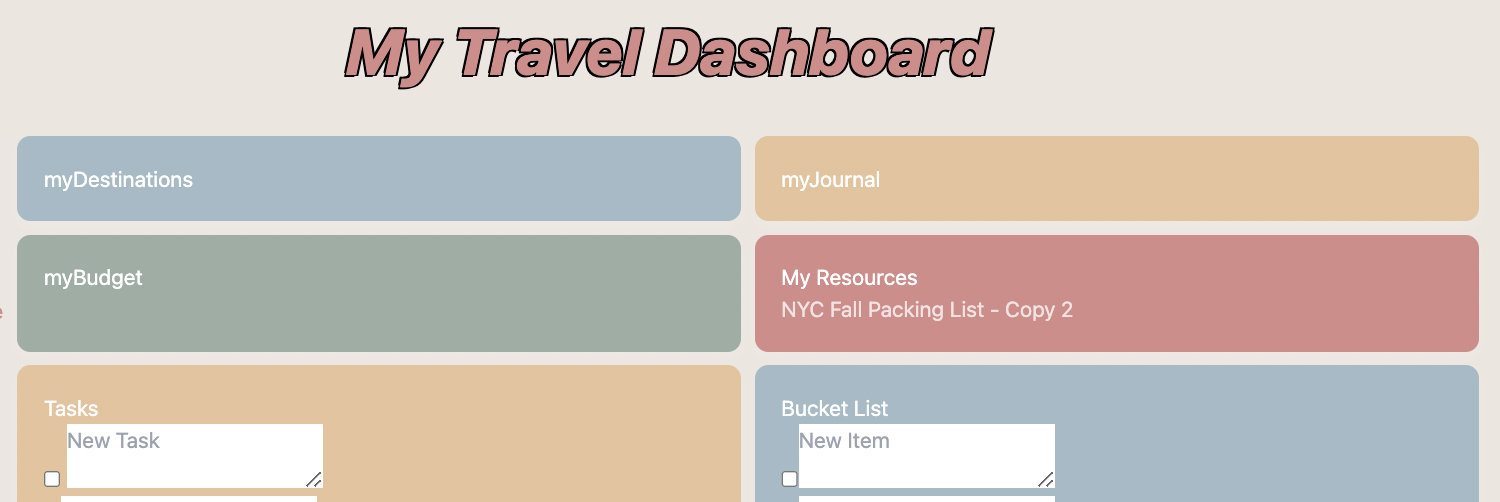 My Travel Dashboard
myDestinations
myJournal
myBudget
My Resources
NYC Fall Packing List - Copy 2
Tasks
New Task
Bucket List
New Item